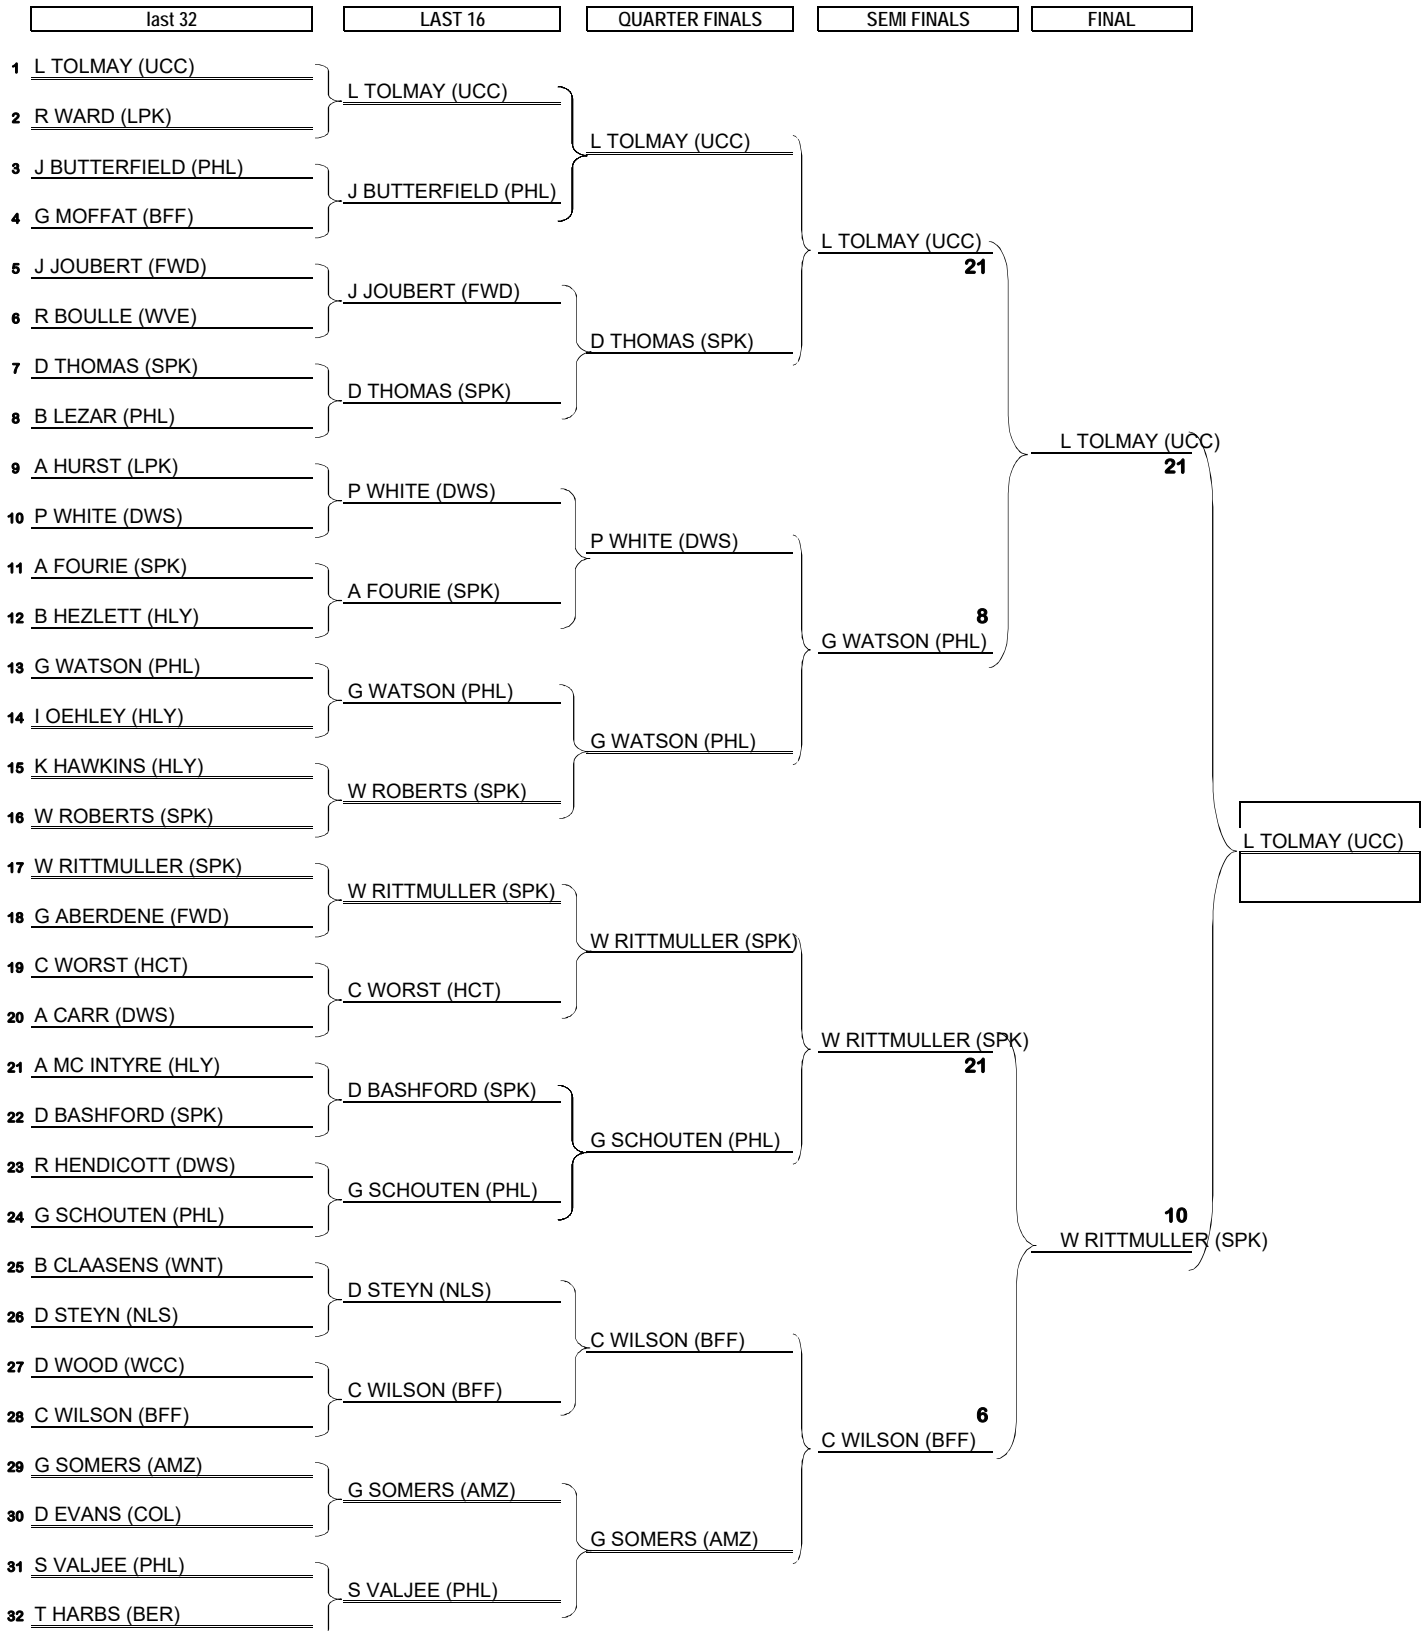 last 32
LAST 16
QUARTER FINALS
SEMI FINALS
FINAL
1 L TOLMAY (UCC)
2 R WARD (LPK)
3 J BUTTERFIELD (PHL)
4 G MOFFAT (BFF)
5 J JOUBERT (FWD)
6 R BOULLE (WVE)
7 D THOMAS (SPK)
8 B LEZAR (PHL)
9 A HURST (LPK)
10 P WHITE (DWS)
11 A FOURIE (SPK)
12 B HEZLETT (HLY)
13 G WATSON (PHL)
14 I OEHLEY (HLY)
15 K HAWKINS (HLY)
16 W ROBERTS (SPK)
17 W RITTMULLER (SPK)
18 G ABERDENE (FWD)
19 C WORST (HCT)
20 A CARR (DWS)
21 A MC INTYRE (HLY)
22 D BASHFORD (SPK)
23 R HENDICOTT (DWS)
24 G SCHOUTEN (PHL)
25 B CLAASENS (WNT)
26 D STEYN (NLS)
27 D WOOD (WCC)
28 C WILSON (BFF)
29 G SOMERS (AMZ)
30 D EVANS (COL)
31 S VALJEE (PHL)
32 T HARBS (BER)
L TOLMAY (UCC)
J BUTTERFIELD (PHL)
J JOUBERT (FWD)
D THOMAS (SPK)
P WHITE (DWS)
A FOURIE (SPK)
G WATSON (PHL)
W ROBERTS (SPK)
W RITTMULLER (SPK)
C WORST (HCT)
D BASHFORD (SPK)
G SCHOUTEN (PHL)
D STEYN (NLS)
C WILSON (BFF)
G SOMERS (AMZ)
S VALJEE (PHL)
L TOLMAY (UCC)
D THOMAS (SPK)
P WHITE (DWS)
G WATSON (PHL)
W RITTMULLER (SPK)
G SCHOUTEN (PHL)
C WILSON (BFF)
G SOMERS (AMZ)
L TOLMAY (UCC)
21
8
G WATSON (PHL)
W RITTMULLER (SPK)
21
6
C WILSON (BFF)
L TOLMAY (UCC)
21
10
W RITTMULLER (SPK)
L TOLMAY (UCC)